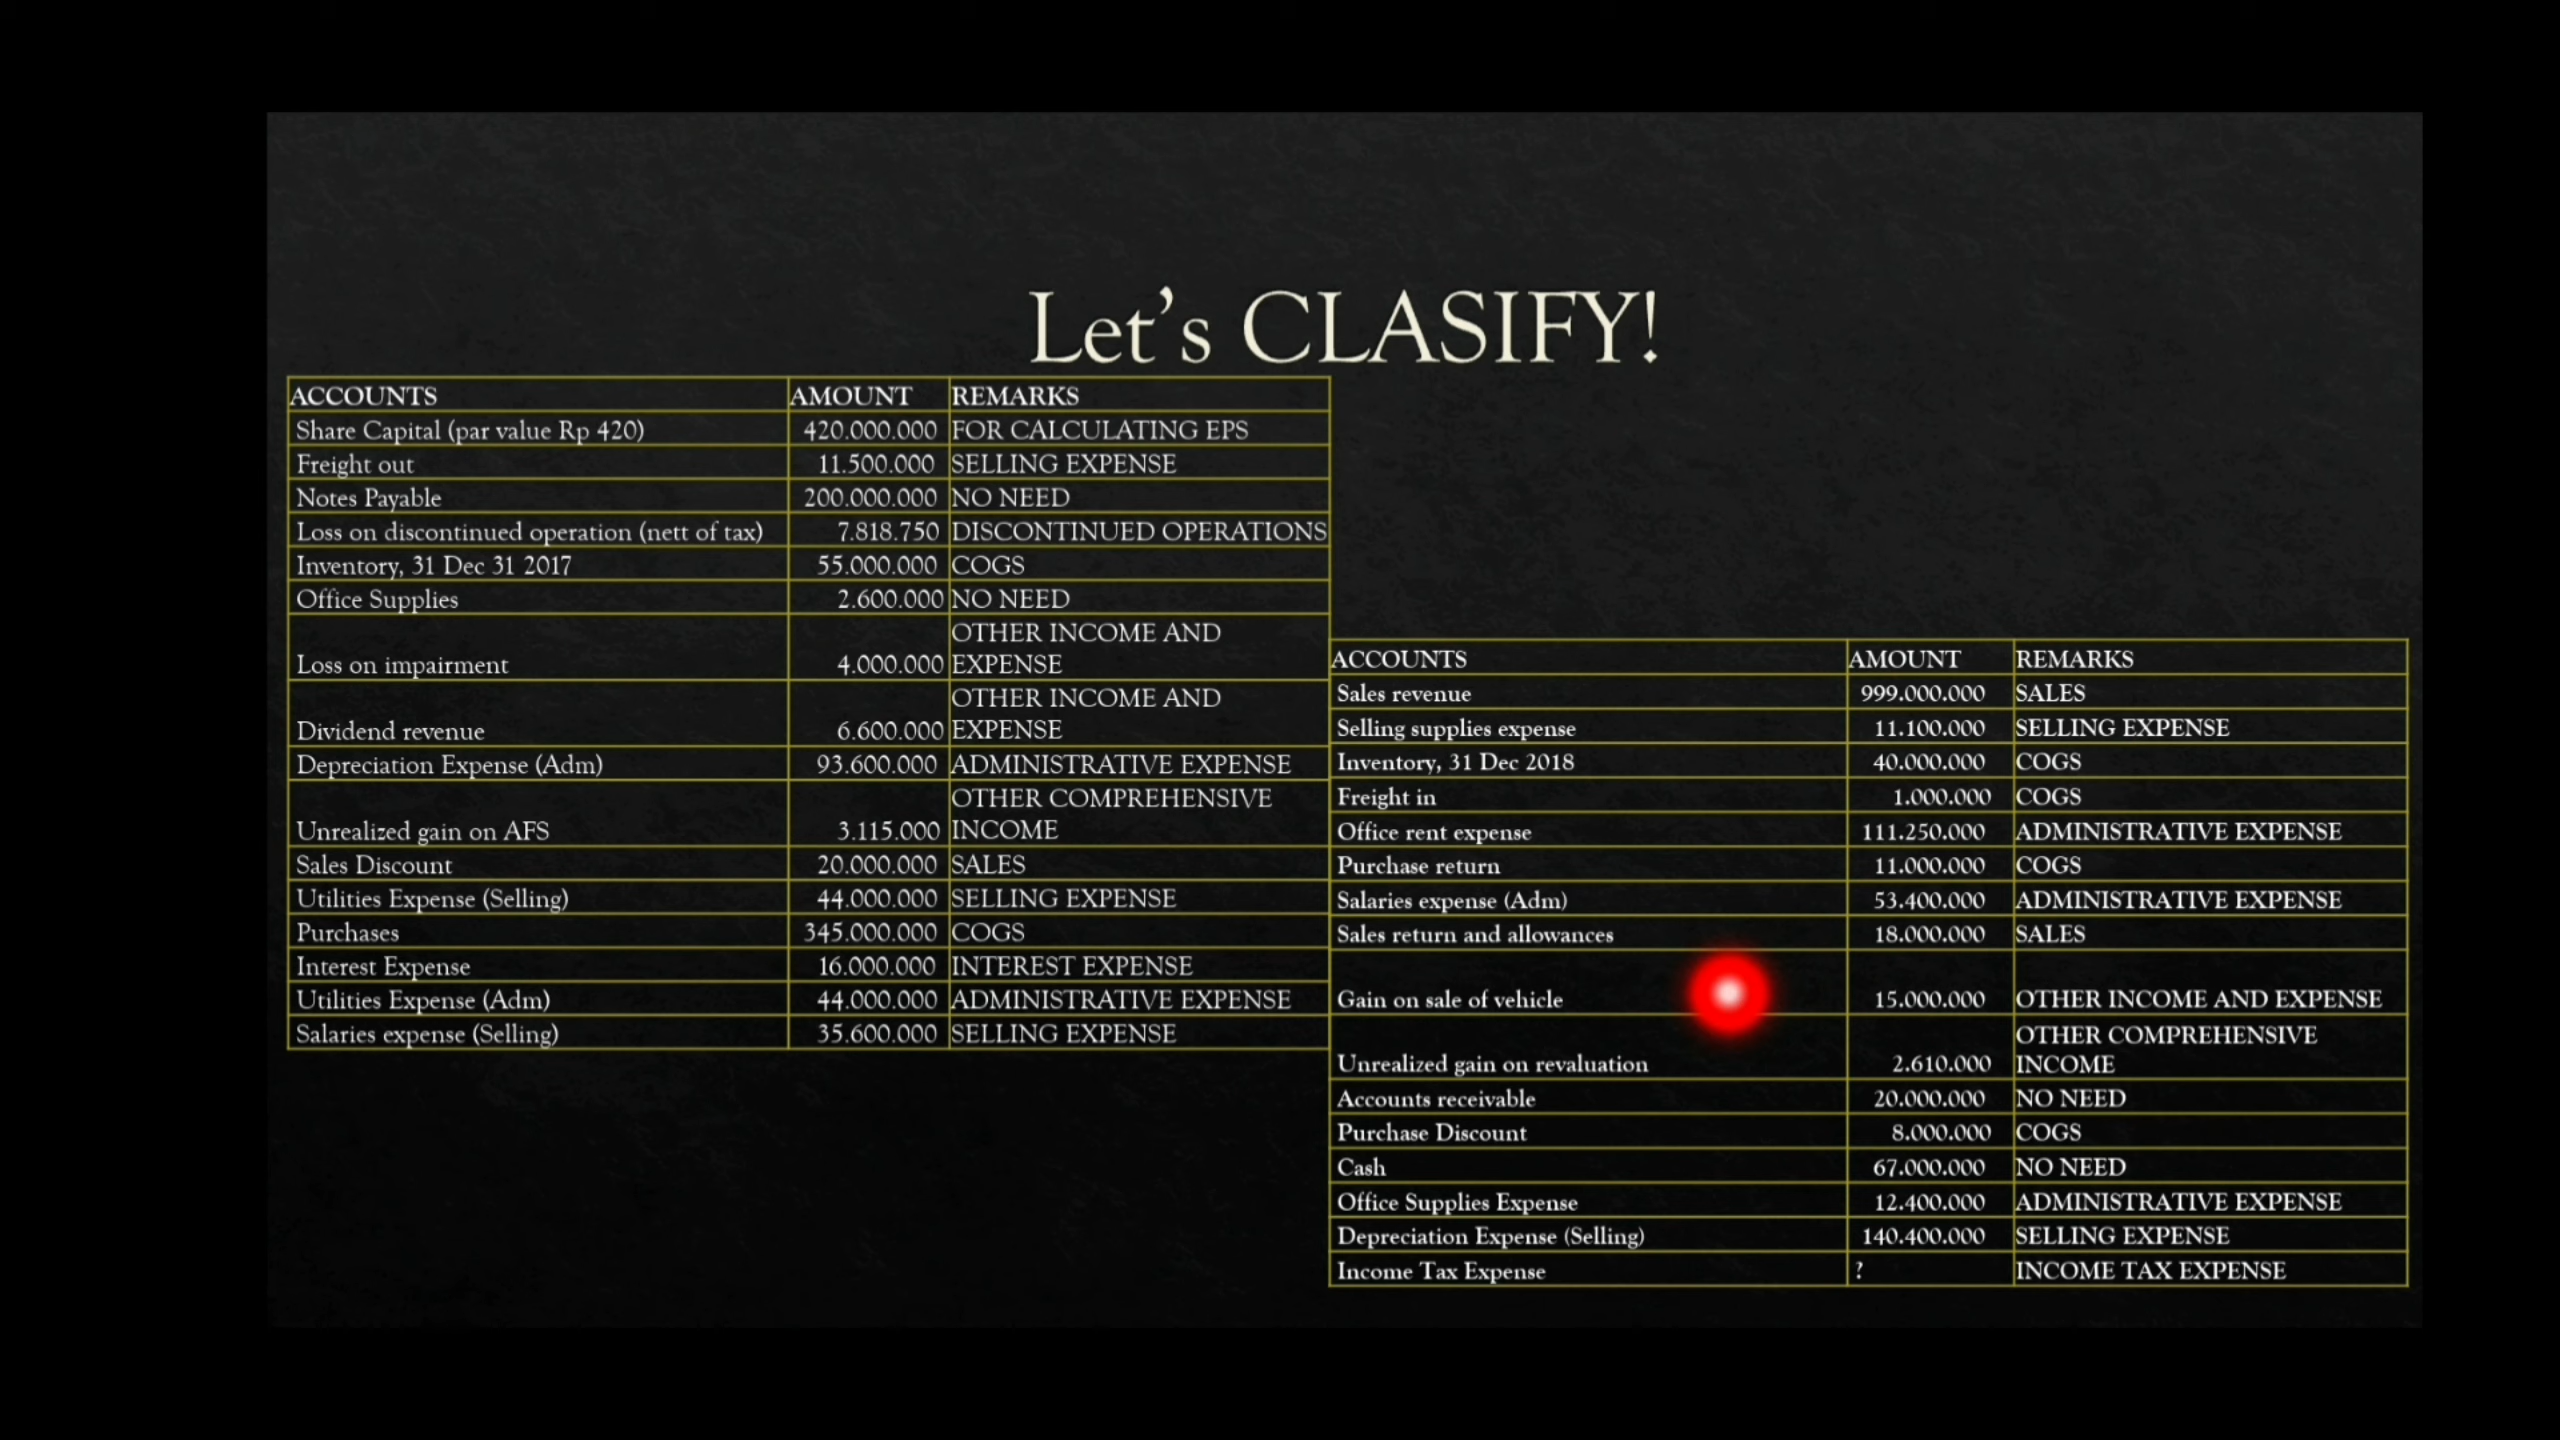 Let's CLASIFY!
ACCOUNTS AMOUNT REMARKS
Share Capital (par value Rp 420) 420.000.000 FOR CALCULATING EPS
Freight out 11.500.000 SELLING EXPENSE
Notes Payable 200.000.000 NO NEED
Loss on discontinued operation (nett of tax) 7.818.750 DISCONTINUED OPERATIONS
Inventory, 31 Dec 31 2017 55.000.000 COGS
Office Supplies 2.600.000 NO NEED
OTHER INCOME AND
Loss on impairment 4.000.000 EXPENSE
OTHER INCOME AND
Dividend revenue 6.600.000 EXPENSE
Depreciation Expense (Adm) 93.600.000 ADMINISTRATIVE EXPENSE
OTHER COMPREHENSIVE
Unrealized gain on AFS 3.115.000 INCOME
Sales Discount 20.000.000 SALES
Utilities Expense (Selling) 44.000.000 SELLING EXPENSE
Purchases 345.000.000 COGS
Interest Expense 16.000.000 INTEREST EXPENSE
Utilities Expense (Adm) 44.000.000 ADMINISTRATIVE EXPENSE
Salaries expense (Selling) 35.600.000 SELLING EXPENSE
ACCOUNTS AMOUNT REMARKS
Sales revenue 999.000.000 SALES
Selling supplies expense 11.100.000 SELLING EXPENSE
Inventory, 31 Dec 2018 40.000.000 COGS
Freight in 1.000.000 COGS
Office rent expense 111.250.000 ADMINISTRATIVE EXPENSE
Purchase return 11.000.000 COGS
Salaries expense (Adm) 53.400.000 ADMINISTRATIVE EXPENSE
Sales return and allowances 18.000.000 SALES
Gain on sale of vehicle 15.000.000 OTHER INCOME AND EXPENSE
OTHER COMPREHENSIVE
Unrealized gain on revaluation 2.610.000 INCOME
Accounts receivable 20.000.000 NO NEED
Purchase Discount 8.000.000 COGS
Cash 67.000.000 NO NEED
Office Supplies Expense 12.400.000 ADMINISTRATIVE EXPENSE
Depreciation Expense (Selling) 140.400.000 SELLING EXPENSE
Income Tax Expense ? INCOME TAX EXPENSE